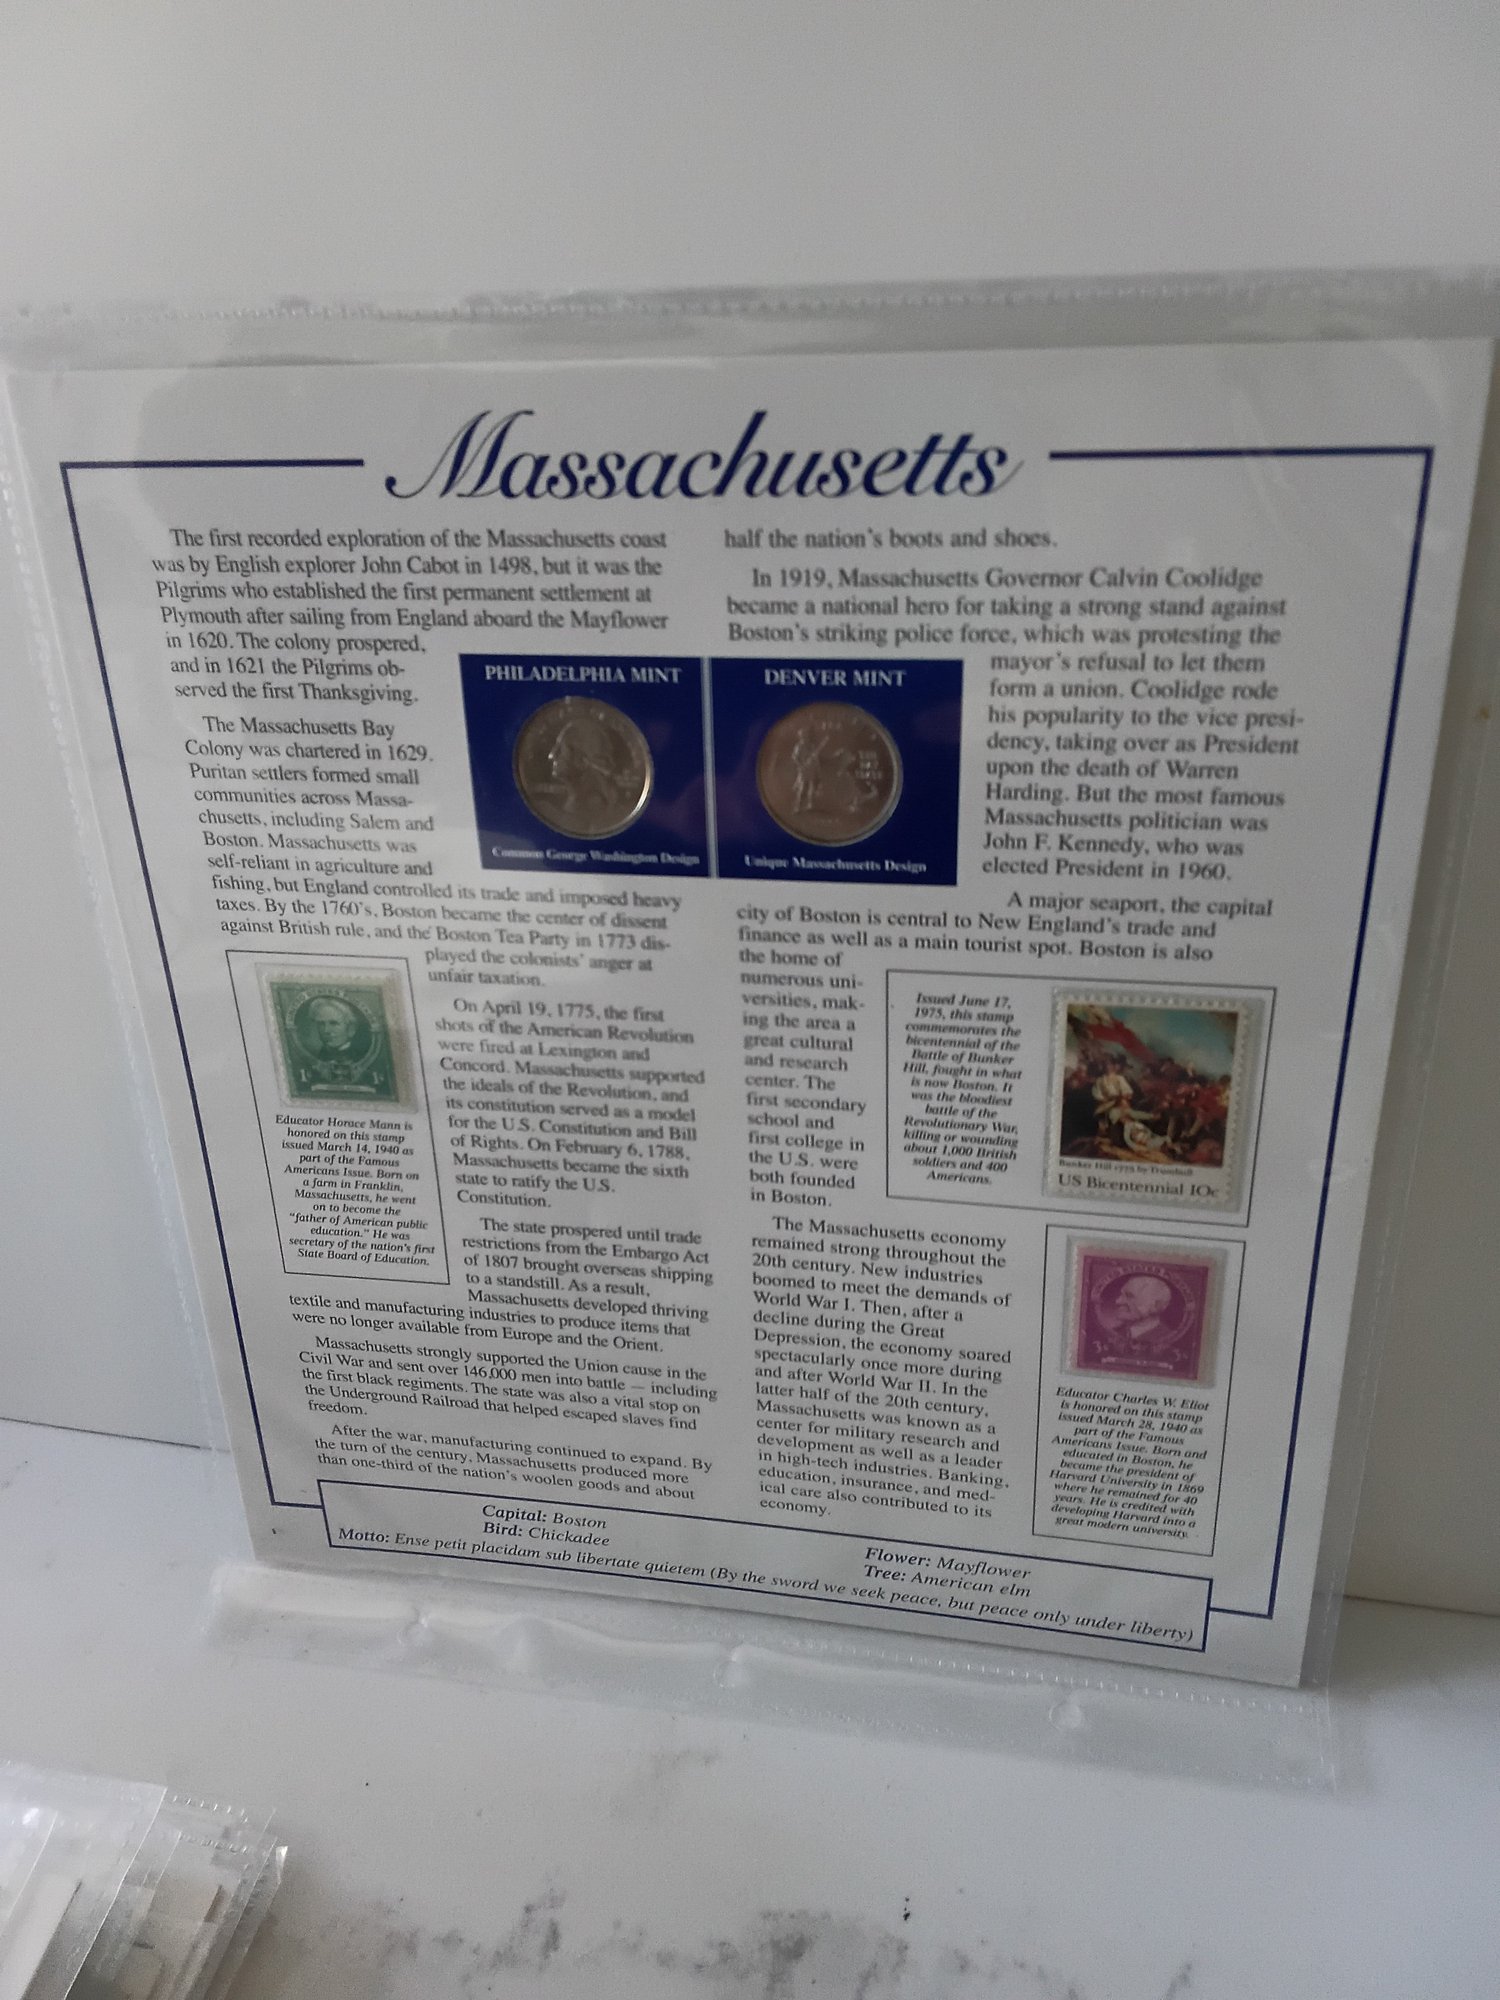 Massachusetts
The first recorded exploration of the Massachusetts coast
was by English explorer John Cabot in 1498, but it was the
Pilgrims who established the first permanent settlement at
Plymouth after sailing from England aboard the Mayflower
in 1620. The colony prospered,
and in 1621 the Pilgrims ob-
served the first Thanksgiving.
The Massachusetts Bay
Colony was chartered in 1629.
Puritan settlers formed small
communities across Massa-
chusetts, including Salem and
Boston. Massachusetts was
self-reliant in agriculture and
fishing, but England controlled its trade and imposed heavy
taxes. By the 1760's, Boston became the center of dissent
against British rule, and the Boston Tea Party in 1773 dis-
played the colonists' anger at
unfair taxation.
On April 19, 1775, the first
shots of the American Revolution
were fired at Lexington and
Concord. Massachusetts supported
the ideals of the Revolution, and
its constitution served as a model
for the U.S. Constitution and Bill
of Rights. On February 6, 1788,
Massachusetts became the sixth
state to ratify the U.S.
Constitution.
The state prospered until trade
restrictions from the Embargo Act
of 1807 brought overseas shipping
to a standstill. As a result,
Massachusetts developed thriving
textile and manufacturing industries to produce items that
were no longer available from Europe and the Orient.
Massachusetts strongly supported the Union cause in the
Civil War and sent over 146,000 men into battle — including
the first black regiments. The state was also a vital stop on
the Underground Railroad that helped escaped slaves find
freedom.
After the war, manufacturing continued to expand. By
the turn of the century, Massachusetts produced more
than one-third of the nation's woolen goods and about
half the nation's boots and shoes.
In 1919, Massachusetts Governor Calvin Coolidge
became a national hero for taking a strong stand against
Boston's striking police force, which was protesting the
mayor's refusal to let them
form a union. Coolidge rode
his popularity to the vice presi-
dency, taking over as President
upon the death of Warren
Harding. But the most famous
Massachusetts politician was
John F. Kennedy, who was
elected President in 1960.
A major seaport, the capital
city of Boston is central to New England's trade and
finance as well as a main tourist spot. Boston is also
the home of
numerous uni-
versities, mak-
ing the area a
great cultural
and research
center. The
first secondary
school and
first college in
the U.S. were
both founded
in Boston.
The Massachusetts economy
remained strong throughout the
20th century. New industries
boomed to meet the demands of
World War I. Then, after a
decline during the Great
Depression, the economy soared
spectacularly once more during
and after World War II. In the
latter half of the 20th century,
Massachusetts was known as a
center for military research and
development as well as a leader
in high-tech industries. Banking,
education, insurance, and med-
ical care also contributed to its
economy.
PHILADELPHIA MINT
Common George Washington Design
DENVER MINT
Unique Massachusetts Design
1c 1c
Educator Horace Mann is
honored on this stamp
issued March 14, 1940 as
part of the Famous
Americans Issue. Born on
a farm in Franklin,
Massachusetts, he went
on to become the
"father of American public
education." He was
secretary of the nation's first
State Board of Education.
Issued June 17,
1975, this stamp
commemorates the
bicentennial of the
Battle of Bunker
Hill, fought in what
is now Boston. It
was the bloodiest
battle of the
Revolutionary War,
killing or wounding
about 1,000 British
soldiers and 400
Americans.
Bunker Hill 1775 by Trumbull
US Bicentennial 10c
3c 3c
Educator Charles W. Eliot
is honored on this stamp
issued March 28, 1940 as
part of the Famous
Americans Issue. Born and
educated in Boston, he
became the president of
Harvard University in 1869
where he remained for 40
years. He is credited with
developing Harvard into a
great modern university.
Capital: Boston
Bird: Chickadee
Flower: Mayflower
Tree: American elm
Motto: Ense petit placidam sub libertate quietem (By the sword we seek peace, but peace only under liberty)